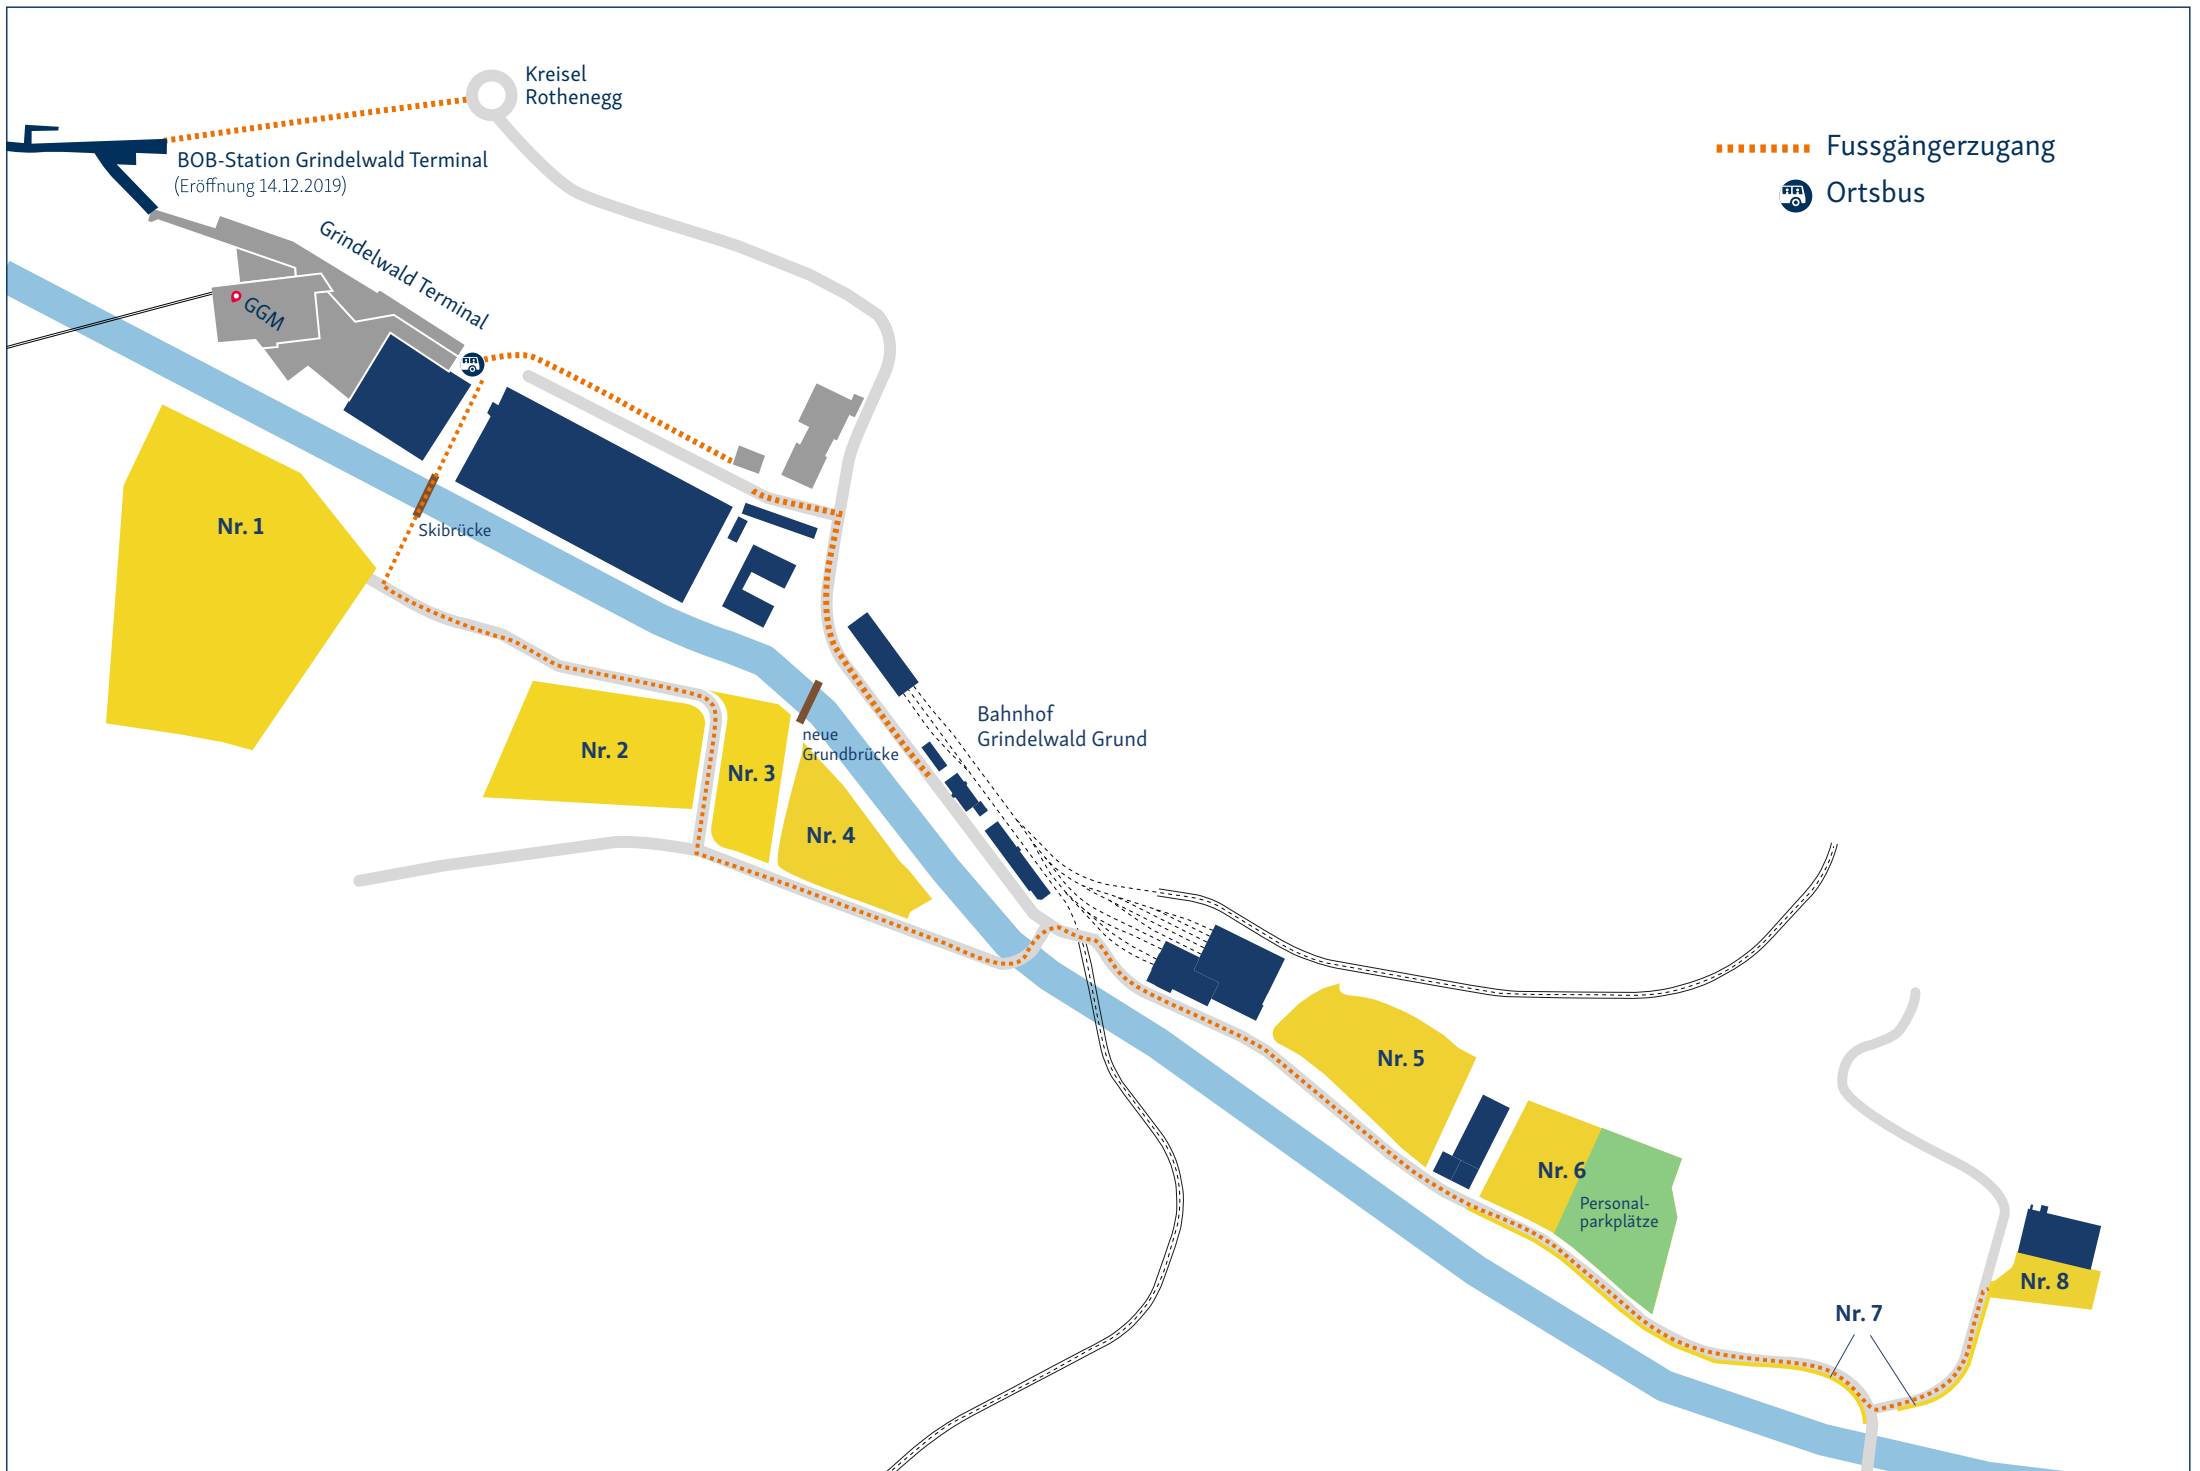 Kreisel
Rothenegg
BOB-Station Grindelwald Terminal
(Eröffnung 14.12.2019)
Fussgängerzugang
Ortsbus
Grindelwald Terminal
GGM
Nr. 1
Skibrücke
Bahnhof
Grindelwald Grund
neue
Grundbrücke
Nr. 2
Nr. 3
Nr. 4
Nr. 5
Nr. 6
Personal-
parkplätze
Nr. 7
Nr. 8